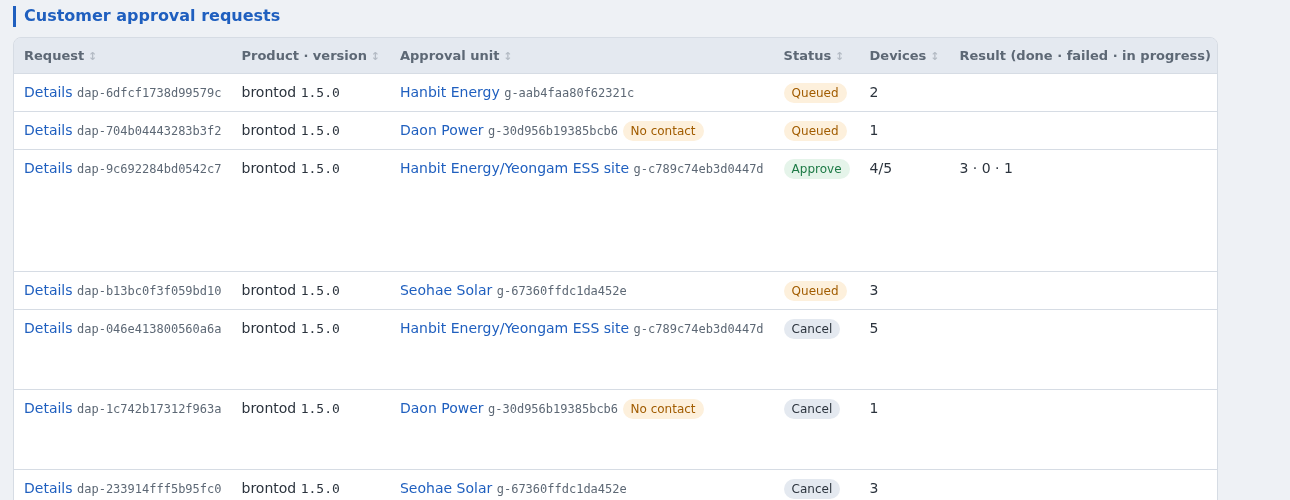 Customer approval requests
Request ↕ Product · version ↕ Approval unit ↕ Status ↕ Devices ↕ Result (done · failed · in progress)
Details dap-6dfcf1738d99579c brontod 1.5.0 Hanbit Energy g-aab4faa80f62321c Queued 2
Details dap-704b04443283b3f2 brontod 1.5.0 Daon Power g-30d956b19385bcb6 No contact Queued 1
Details dap-9c692284bd0542c7 brontod 1.5.0 Hanbit Energy/Yeongam ESS site g-c789c74eb3d0447d Approve 4/5 3 · 0 · 1
Details dap-b13bc0f3f059bd10 brontod 1.5.0 Seohae Solar g-67360ffdc1da452e Queued 3
Details dap-046e413800560a6a brontod 1.5.0 Hanbit Energy/Yeongam ESS site g-c789c74eb3d0447d Cancel 5
Details dap-1c742b17312f963a brontod 1.5.0 Daon Power g-30d956b19385bcb6 No contact Cancel 1
Details dap-233914fff5b95fc0 brontod 1.5.0 Seohae Solar g-67360ffdc1da452e Cancel 3